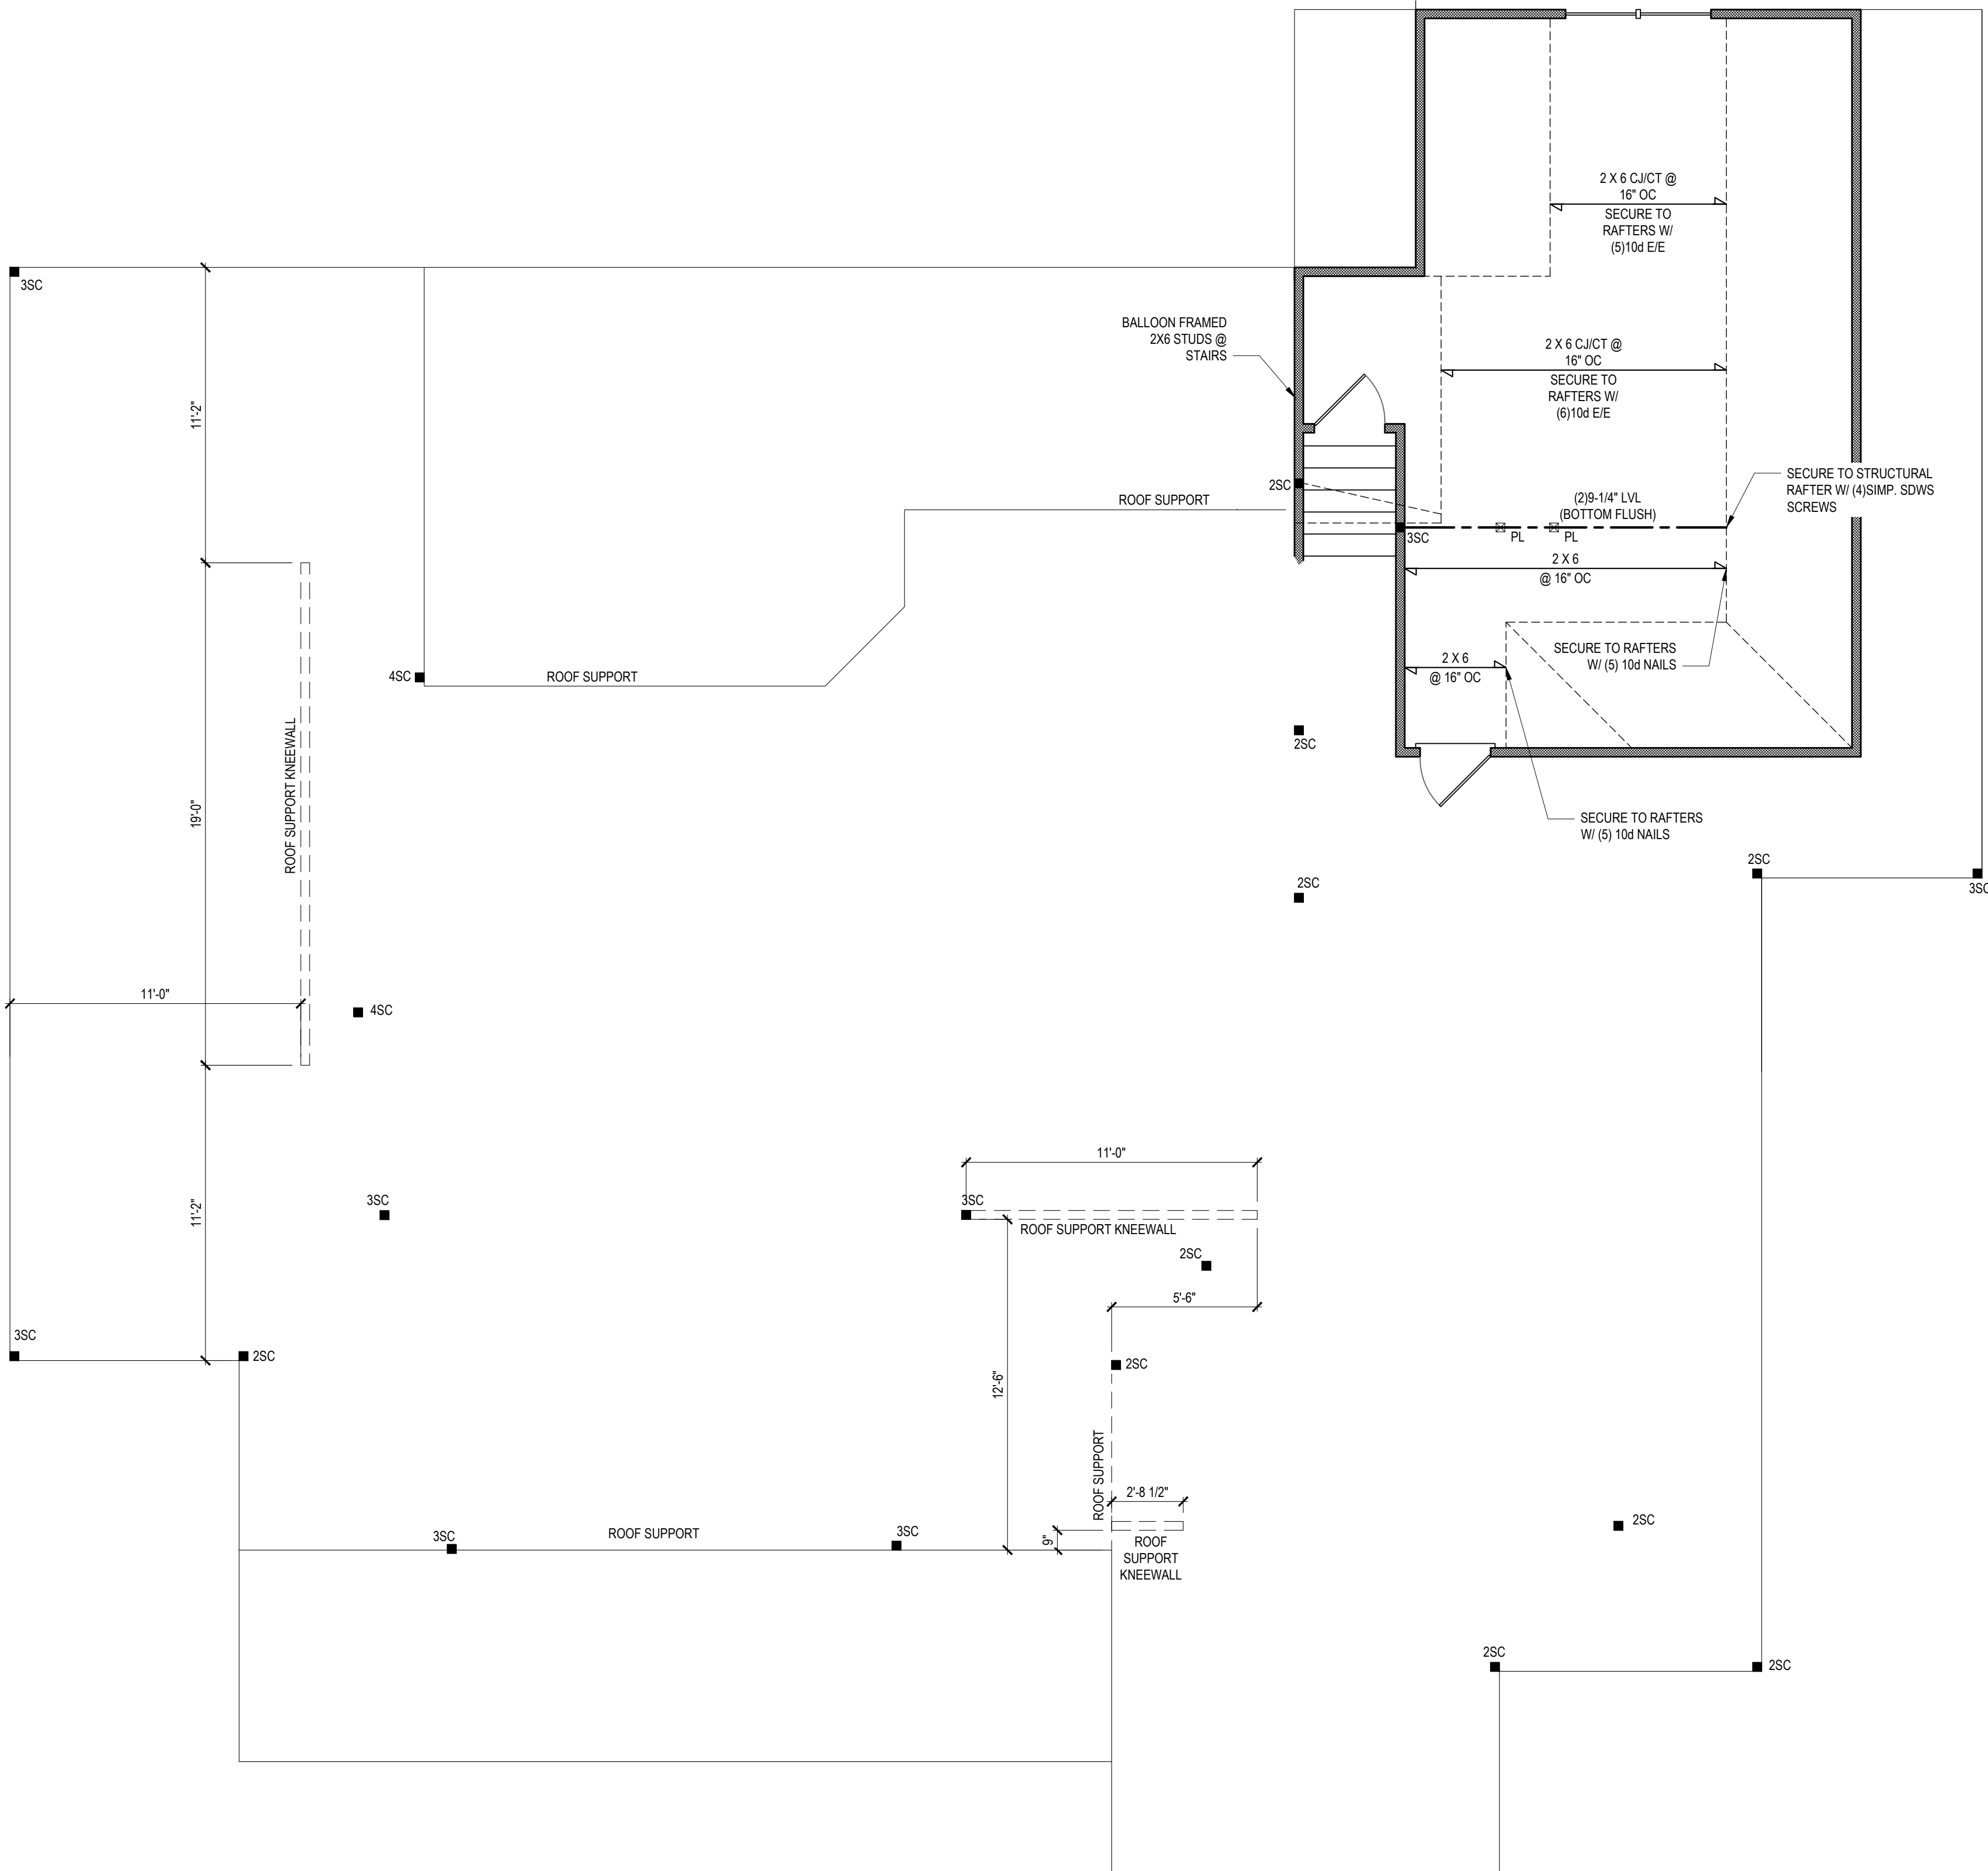 2 X 6 CJ/CT @
16" OC
SECURE TO
RAFTERS W/
(5)10d E/E
3SC
BALLOON FRAMED
2X6 STUDS @
STAIRS
2 X 6 CJ/CT @
16" OC
SECURE TO
RAFTERS W/
(6)10d E/E
11'-2"
2SC
ROOF SUPPORT
(2)9-1/4" LVL
(BOTTOM FLUSH)
SECURE TO STRUCTURAL
RAFTER W/ (4)SIMP. SDWS
SCREWS
3SC
PL
PL
2 X 6
@ 16" OC
SECURE TO RAFTERS
W/ (5) 10d NAILS
2 X 6
@ 16" OC
4SC
ROOF SUPPORT
2SC
ROOF SUPPORT KNEEWALL
19'-0"
SECURE TO RAFTERS
W/ (5) 10d NAILS
2SC
2SC
3SC
11'-0"
4SC
11'-0"
11'-2"
3SC
3SC
ROOF SUPPORT KNEEWALL
2SC
5'-6"
3SC
2SC
2SC
12'-6"
ROOF SUPPORT
2'-8 1/2"
3SC
ROOF SUPPORT
3SC
9"
ROOF
SUPPORT
KNEEWALL
2SC
2SC
2SC